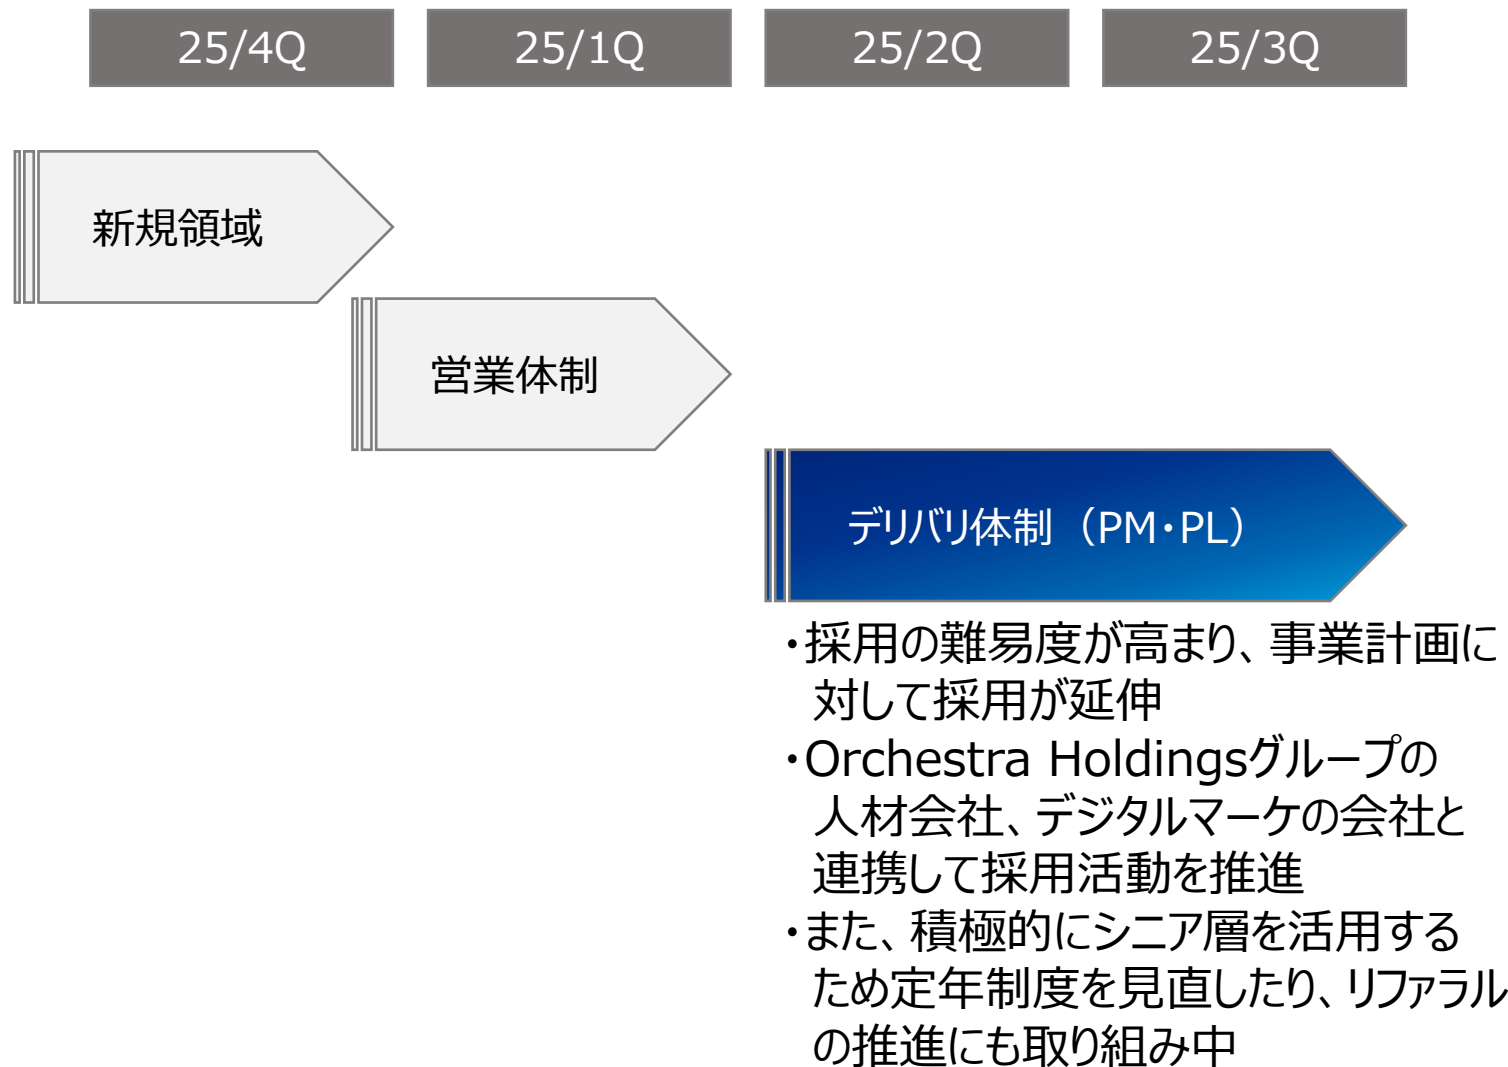 25/4Q 25/1Q 25/2Q 25/3Q
新規領域
営業体制
デリバリ体制（PM・PL）
・採用の難易度が高まり、事業計画に
対して採用が延伸
・Orchestra Holdingsグループの
人材会社、デジタルマーケの会社と
連携して採用活動を推進
・また、積極的にシニア層を活用する
ため定年制度を見直したり、リファラル
の推進にも取り組み中